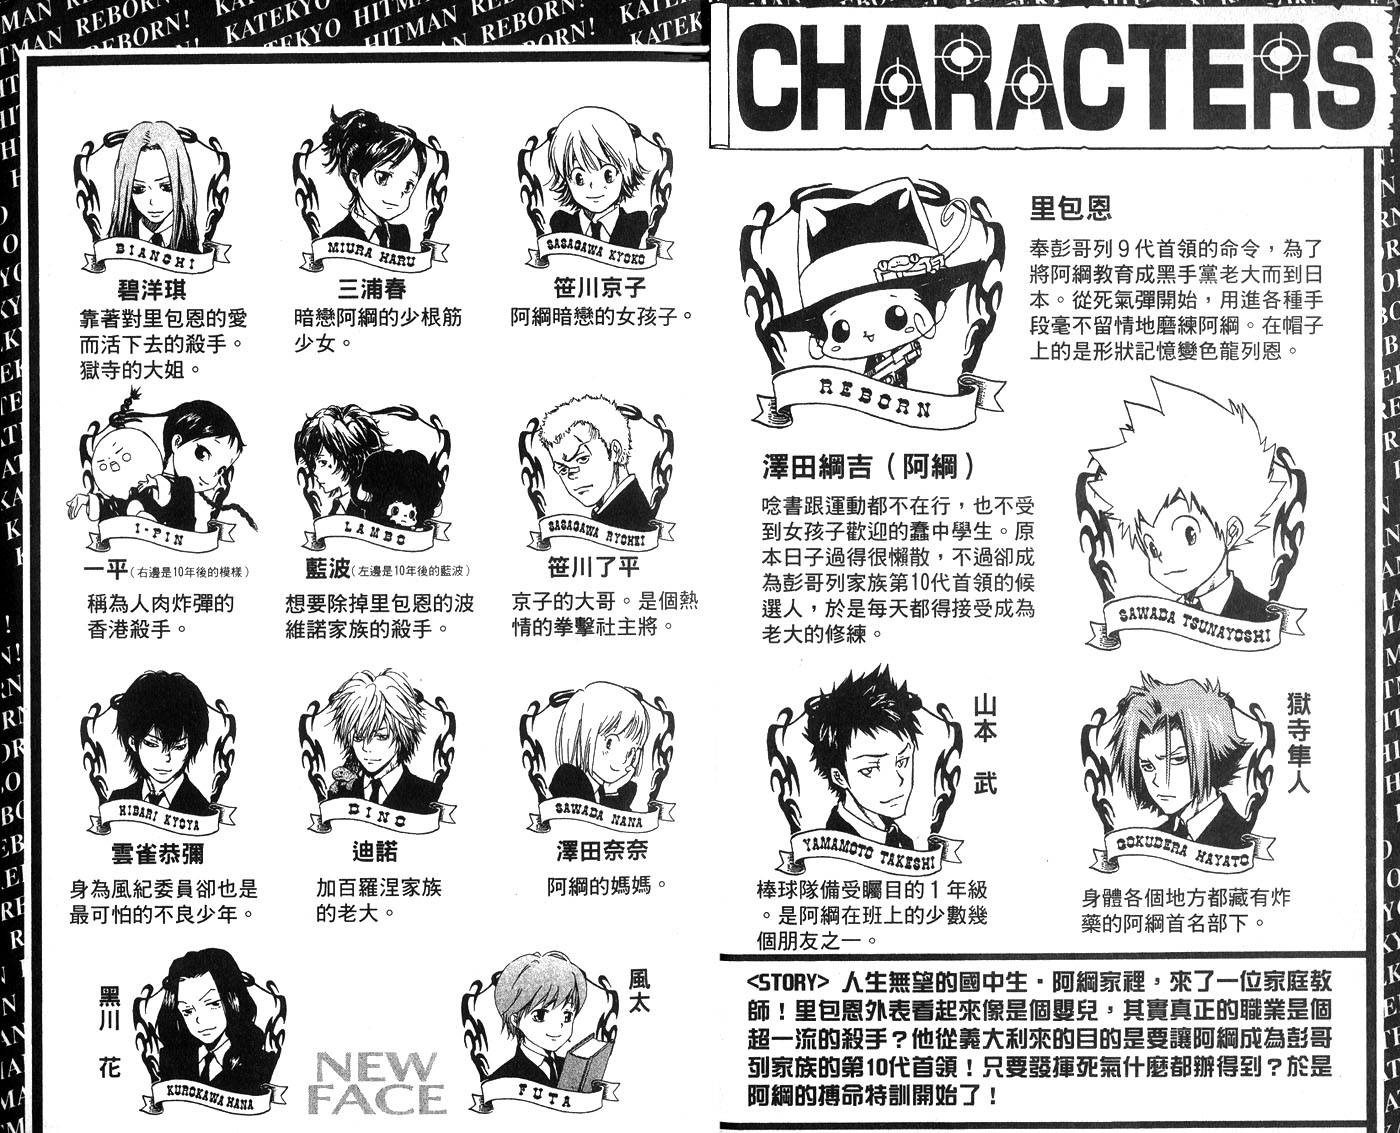 CHARACTERS
REBORN
里包恩
奉彭哥列9代首領的命令，為了
將阿綱教育成黑手黨老大而到日
本。從死氣彈開始，用進各種手
段毫不留情地磨練阿綱。在帽子
上的是形狀記憶變色龍列恩。
澤田綱吉（阿綱）
唸書跟運動都不在行，也不受
到女孩子歡迎的蠢中學生。原
本日子過得很懶散，不過卻成
為彭哥列家族第10代首領的候
選人，於是每天都得接受成為
老大的修練。
SAWADA TSUNAYOSHI
山本 武
YAMAMOTO TAKESHI
棒球隊備受矚目的1年級
。是阿綱在班上的少數幾
個朋友之一。
獄寺隼人
GOKUDERA HAYATO
身體各個地方都藏有炸
藥的阿綱首名部下。
<STORY> 人生無望的國中生・阿綱家裡，來了一位家庭教
師！里包恩外表看起來像是個嬰兒，其實真正的職業是個
超一流的殺手？他從義大利來的目的是要讓阿綱成為彭哥
列家族的第10代首領！只要發揮死氣什麼都辦得到？於是
阿綱的搏命特訓開始了！
KATEKYO HITMAN REBORN!
BIANCHI
碧洋琪
靠著對里包恩的愛
而活下去的殺手。
獄寺的大姐。
MIURA HARU
三浦春
暗戀阿綱的少根筋
少女。
SASAGAWA KYOKO
笹川京子
阿綱暗戀的女孩子。
I-PIN
一平（右邊是10年後的模樣）
稱為人肉炸彈的
香港殺手。
LAMBO
藍波（左邊是10年後的藍波）
想要除掉里包恩的波
維諾家族的殺手。
SASAGAWA RYOHEI
笹川了平
京子的大哥。是個熱
情的拳擊社主將。
HIBARI KYOYA
雲雀恭彌
身為風紀委員卻也是
最可怕的不良少年。
DINO
迪諾
加百羅涅家族
的老大。
SAWADA NANA
澤田奈奈
阿綱的媽媽。
黑川 花
KUROKAWA HANA
NEW
FACE
風太
FUTA